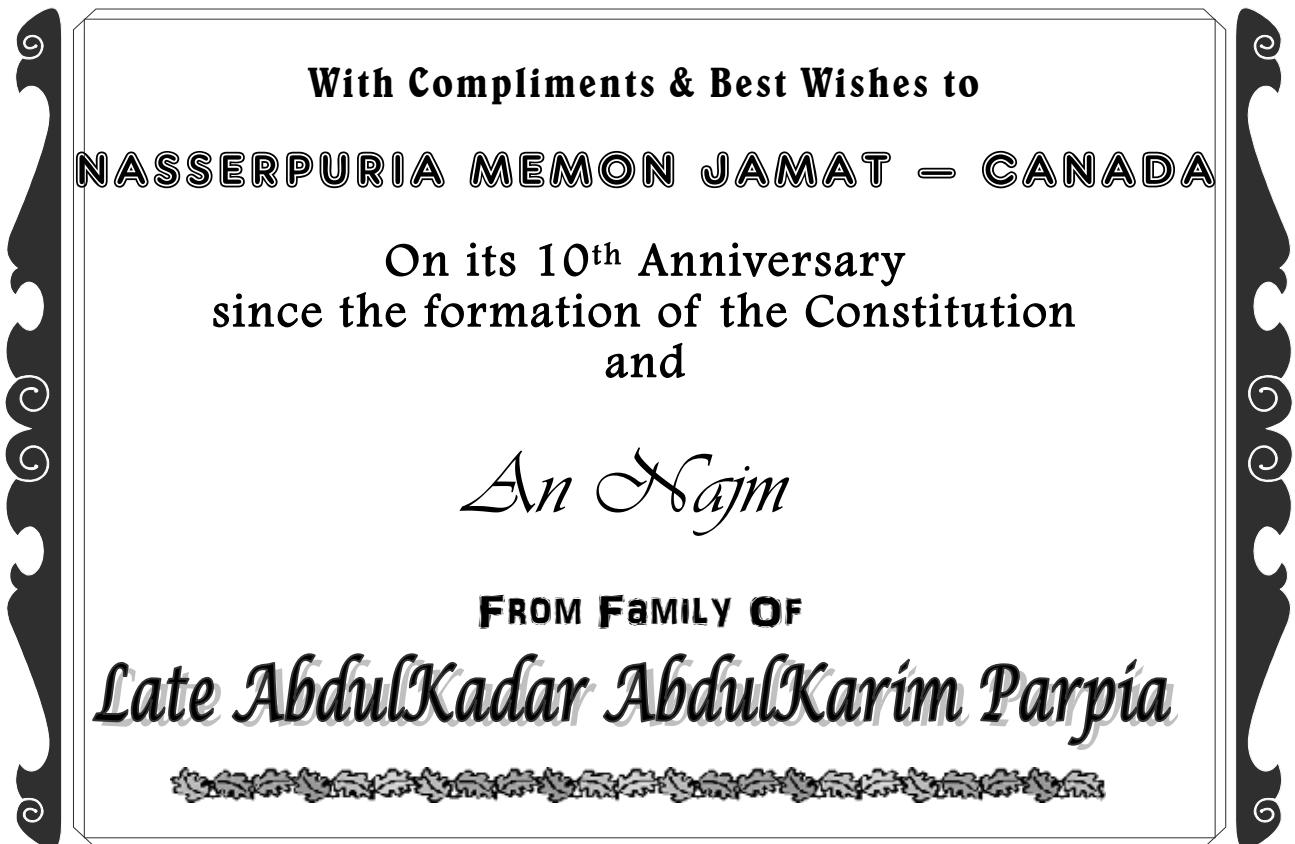 With Compliments & Best Wishes to
NASSERPURIA MEMON JAMAT – CANADA
On its 10th Anniversary
since the formation of the Constitution
and
An Najm
From Family Of
Late AbdulKadar AbdulKarim Parpia